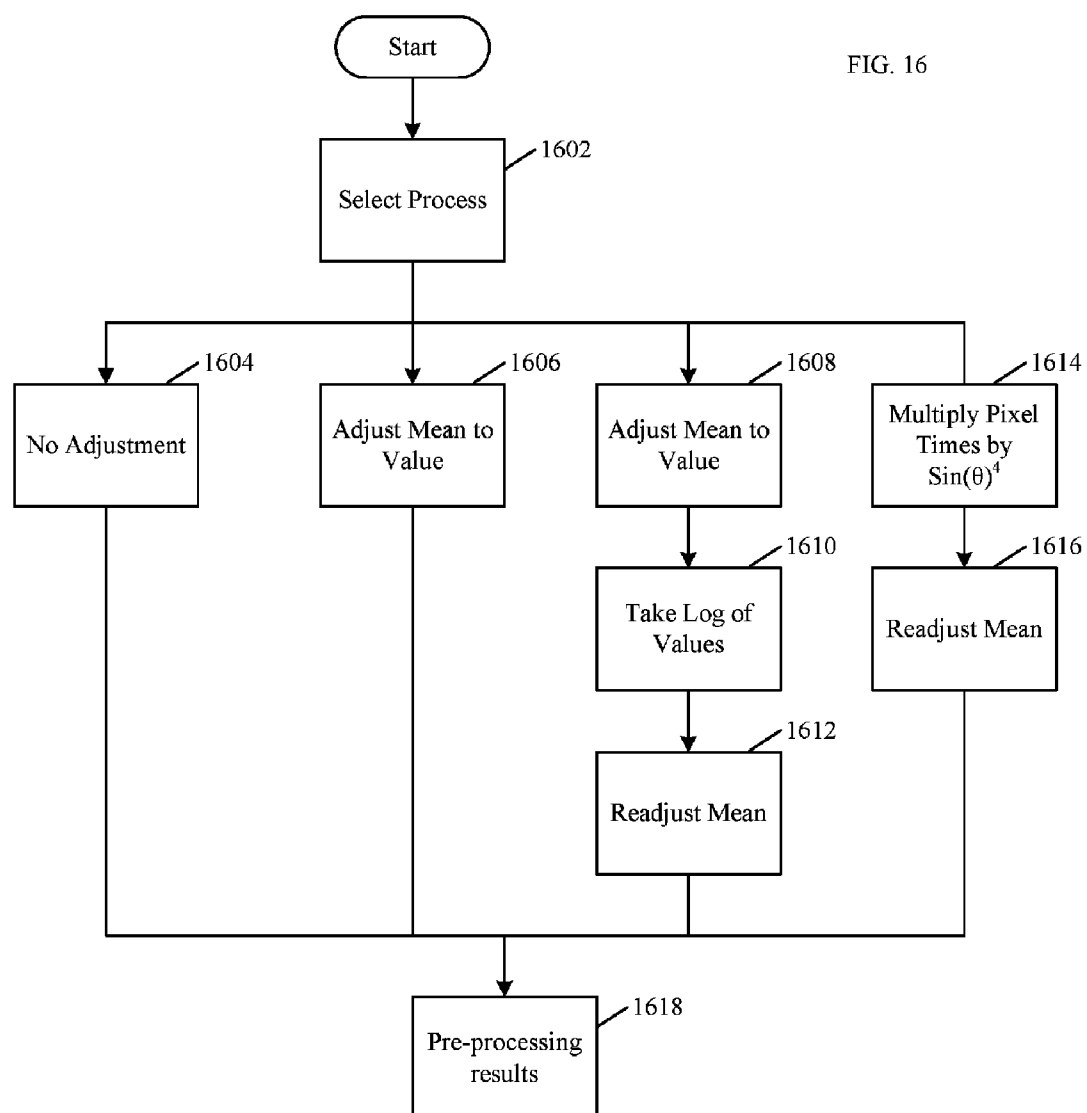 Start
FIG. 16
1602
Select Process
1604
1606
1608
1614
No Adjustment
Adjust Mean to
Value
Adjust Mean to
Value
Multiply Pixel
Times by
Sin(θ)⁴
1610
1616
Take Log of
Values
Readjust Mean
1612
Readjust Mean
1618
Pre-processing
results